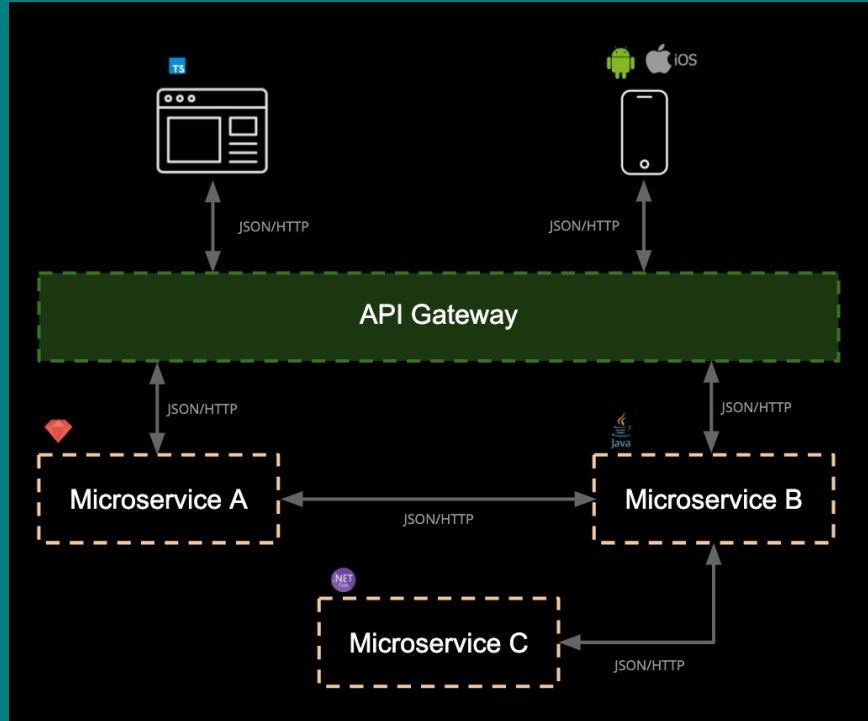 TS
iOS
JSON/HTTP
JSON/HTTP
API Gateway
JSON/HTTP
JSON/HTTP
Java
Microservice A
Microservice B
JSON/HTTP
.NET
Core
Microservice C
JSON/HTTP